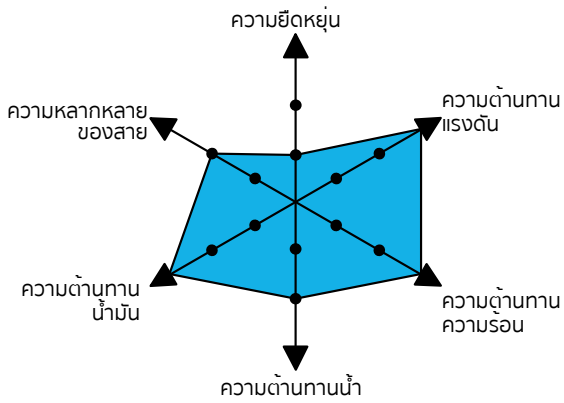 ความยืดหยุ่น
ความต้านทาน
แรงดัน
ความหลากหลาย
ของสาย
ความต้านทาน
น้ำมัน
ความต้านทาน
ความร้อน
ความต้านทานน้ำ